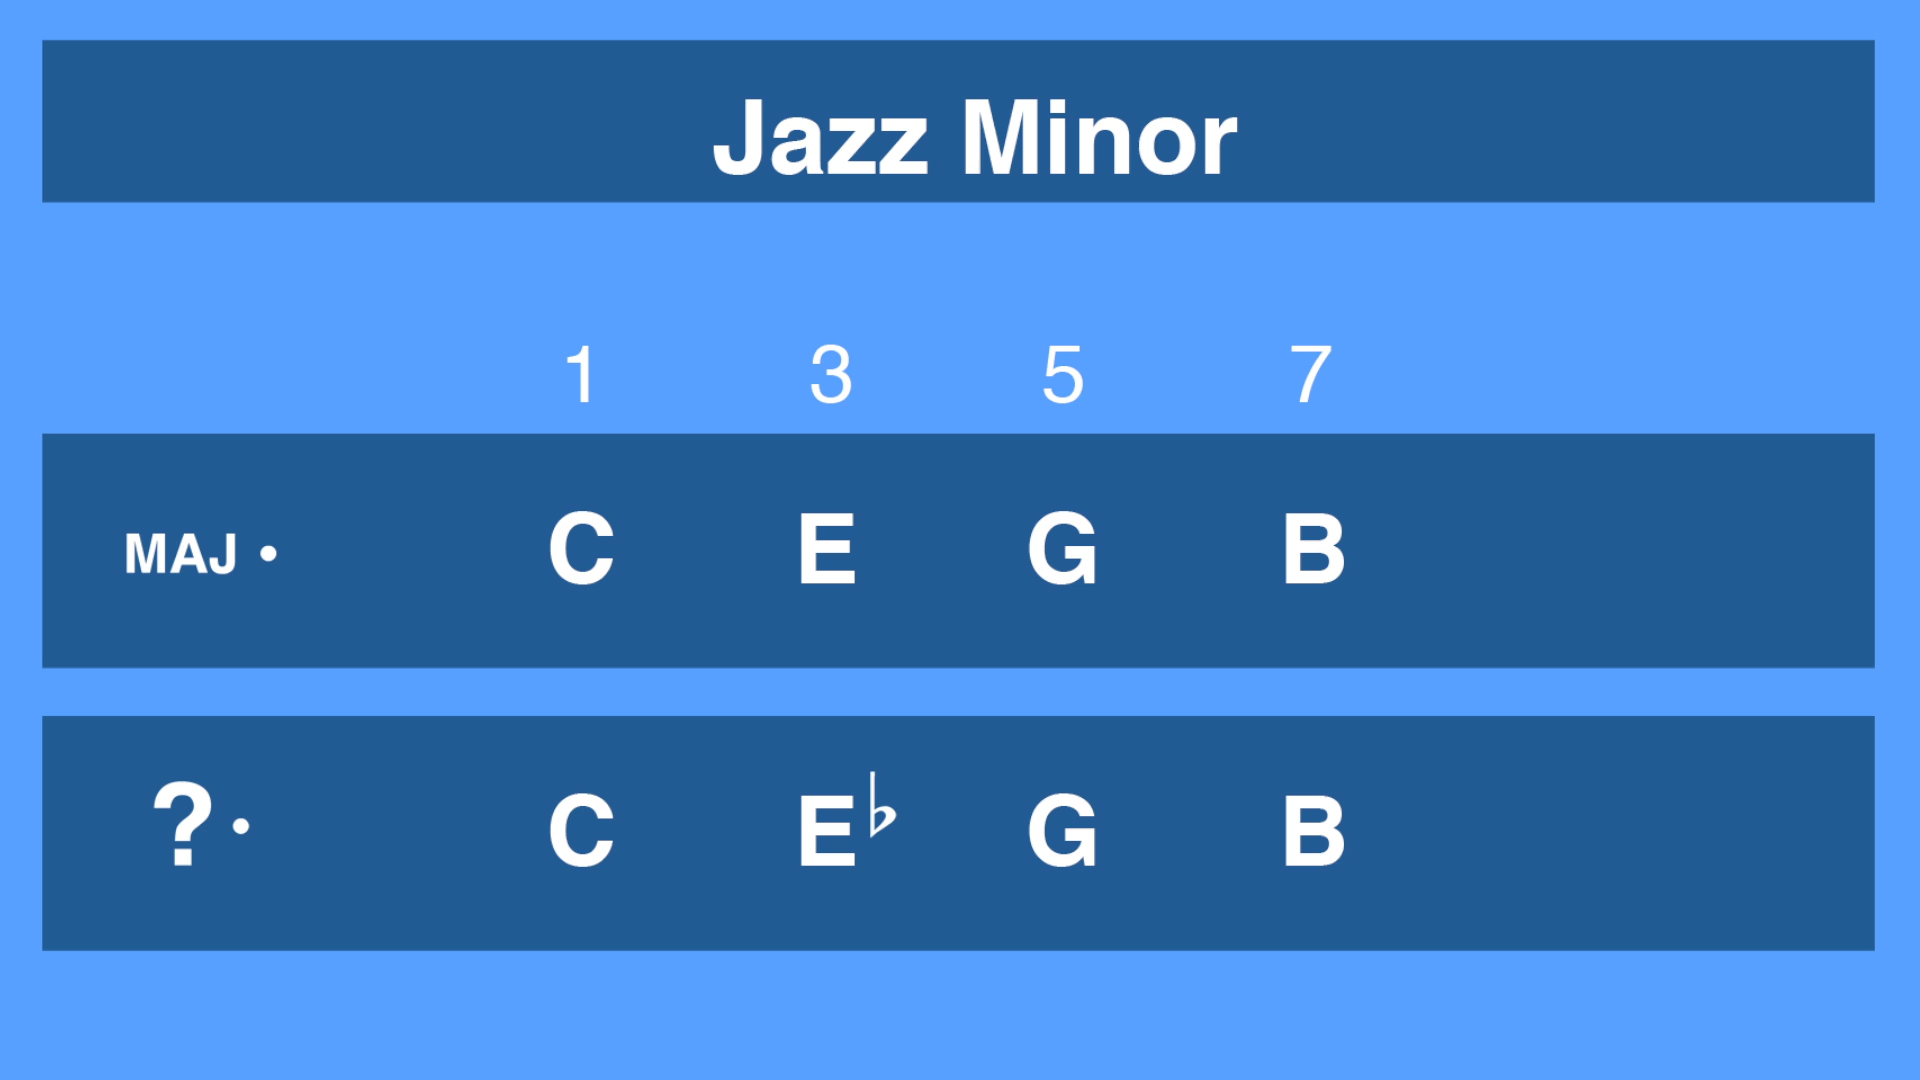 Jazz Minor
1 3 5 7
MAJ • C E G B
? • C E♭ G B